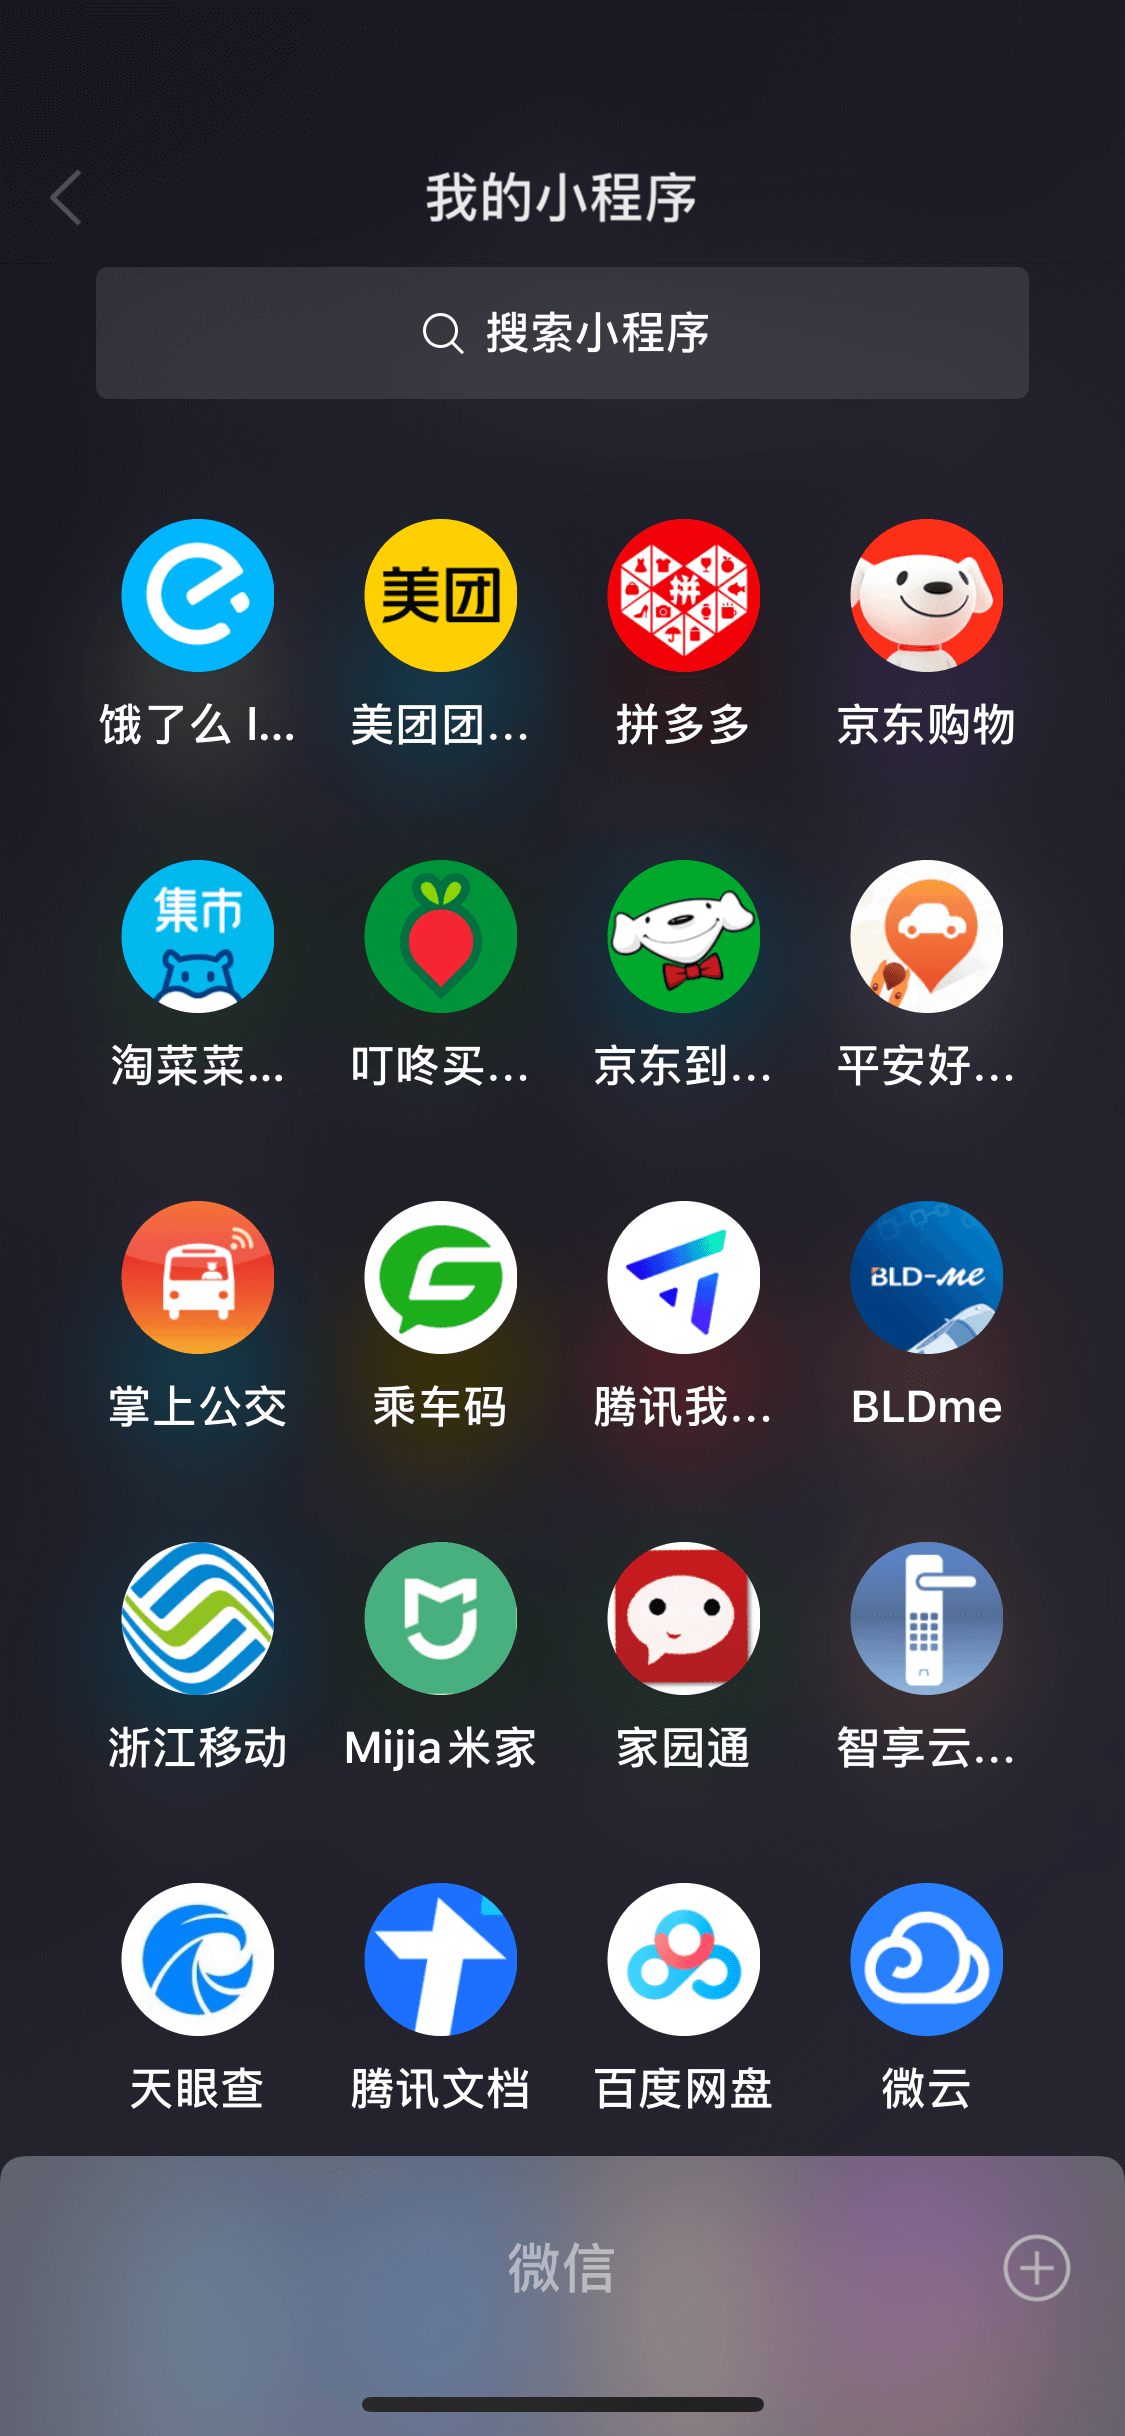 我的小程序
搜索小程序
美团
拼
饿了么 l...
美团团...
拼多多
京东购物
集市
淘菜菜...
叮咚买...
京东到...
平安好...
BLD-me
掌上公交
乘车码
腾讯我...
BLDme
浙江移动
Mijia米家
家园通
智享云...
天眼查
腾讯文档
百度网盘
微云
微信